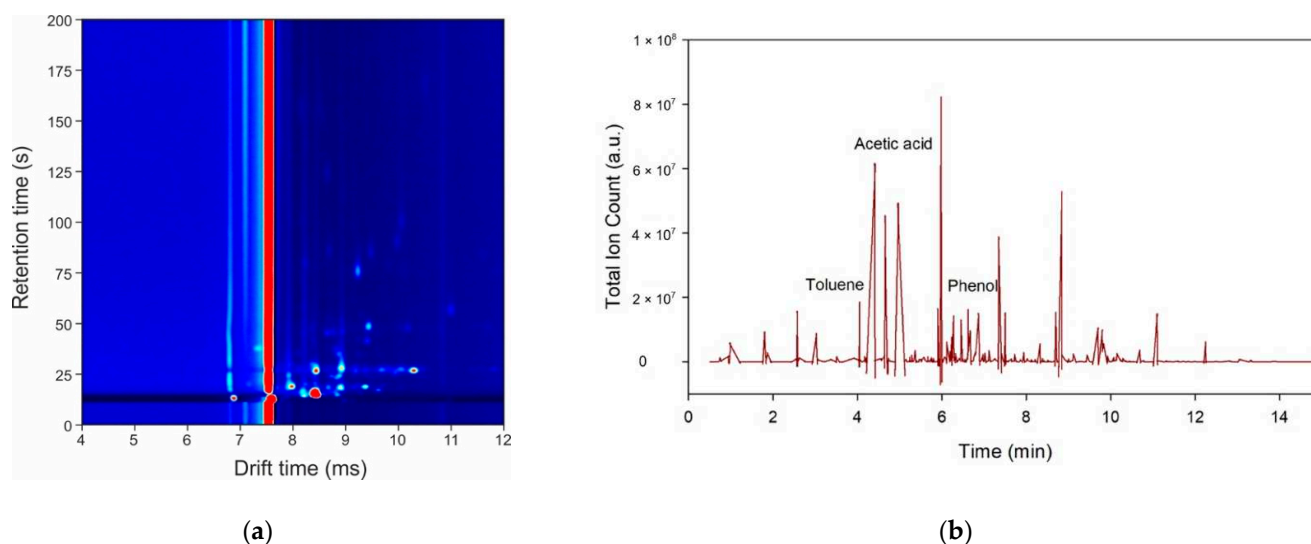 200
175
150
125
100
75
50
25
0
Retention time (s)
4 5 6 7 8 9 10 11 12
Drift time (ms)
(a)
1 × 10⁸
8 × 10⁷
6 × 10⁷
4 × 10⁷
2 × 10⁷
0
Total Ion Count (a.u.)
Acetic acid
Toluene
Phenol
0 2 4 6 8 10 12 14
Time (min)
(b)